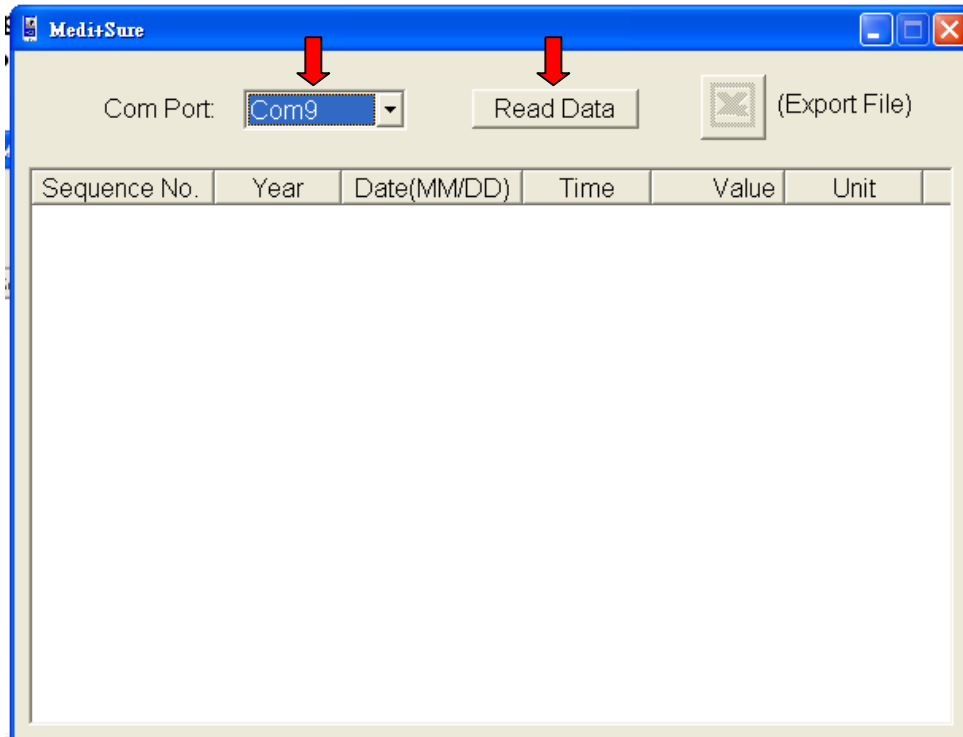 Medi+Sure
Com Port: Com9 Read Data (Export File)
Sequence No. Year Date(MM/DD) Time Value Unit